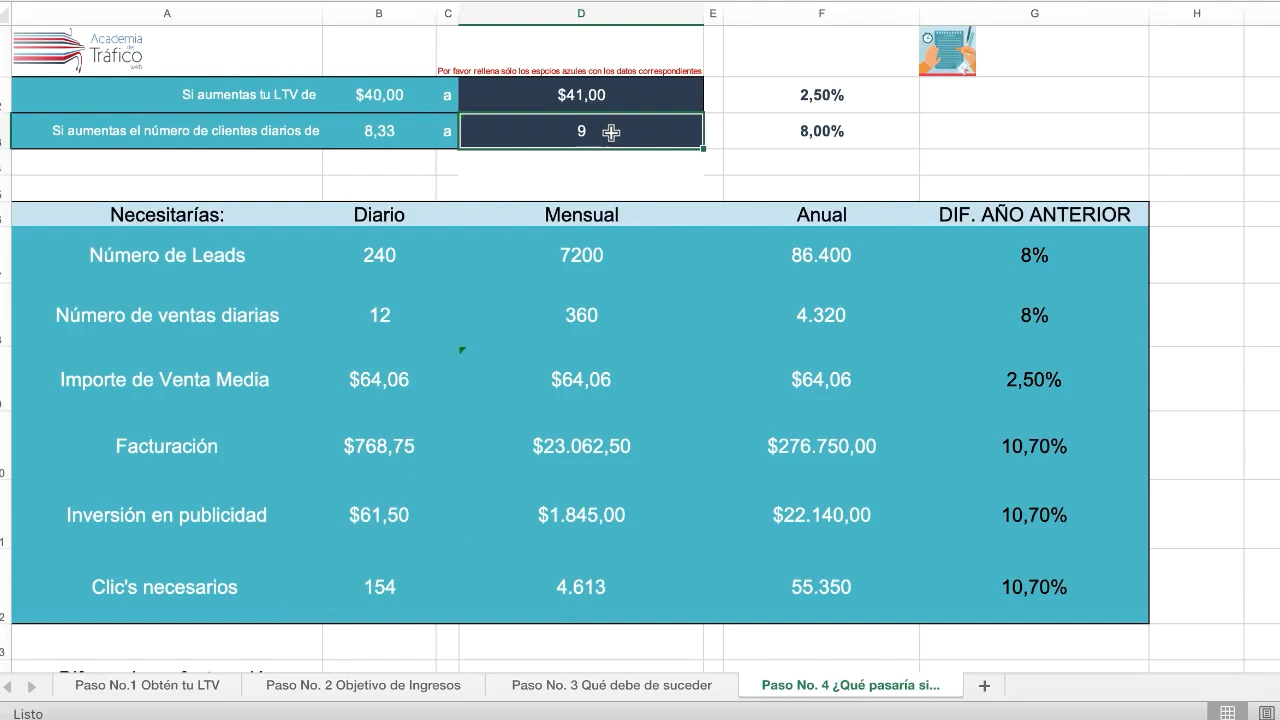 A B C D E F G H
Academia
del
Tráfico
web
Por favor rellena sólo los espcios azules con los datos correspondientes
Si aumentas tu LTV de $40,00 a $41,00 2,50%
Si aumentas el número de clientes diarios de 8,33 a 9 8,00%
Necesitarías: Diario Mensual Anual DIF. AÑO ANTERIOR
Número de Leads 240 7200 86.400 8%
Número de ventas diarias 12 360 4.320 8%
Importe de Venta Media $64,06 $64,06 $64,06 2,50%
Facturación $768,75 $23.062,50 $276.750,00 10,70%
Inversión en publicidad $61,50 $1.845,00 $22.140,00 10,70%
Clic's necesarios 154 4.613 55.350 10,70%
Paso No.1 Obtén tu LTV Paso No. 2 Objetivo de Ingresos Paso No. 3 Qué debe de suceder Paso No. 4 ¿Qué pasaría si... +
Listo